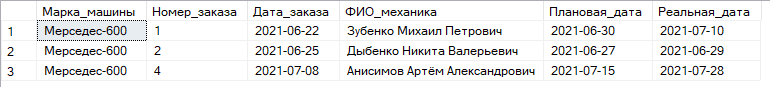 Марка_машины Номер_заказа Дата_заказа ФИО_механика Плановая_дата Реальная_дата
1 Мерседес-600 1 2021-06-22 Зубенко Михаил Петрович 2021-06-30 2021-07-10
2 Мерседес-600 2 2021-06-25 Дыбенко Никита Валерьевич 2021-06-27 2021-06-29
3 Мерседес-600 4 2021-07-08 Анисимов Артём Александрович 2021-07-15 2021-07-28